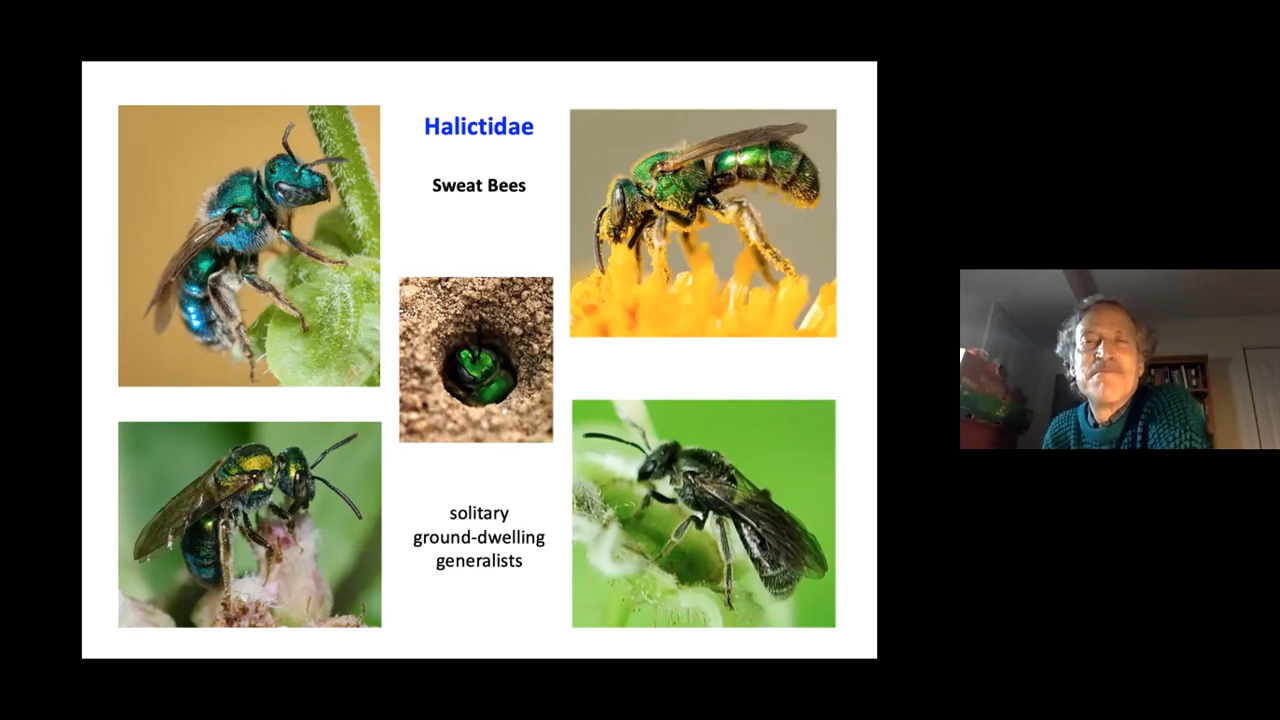 Halictidae
Sweat Bees
solitary
ground-dwelling
generalists